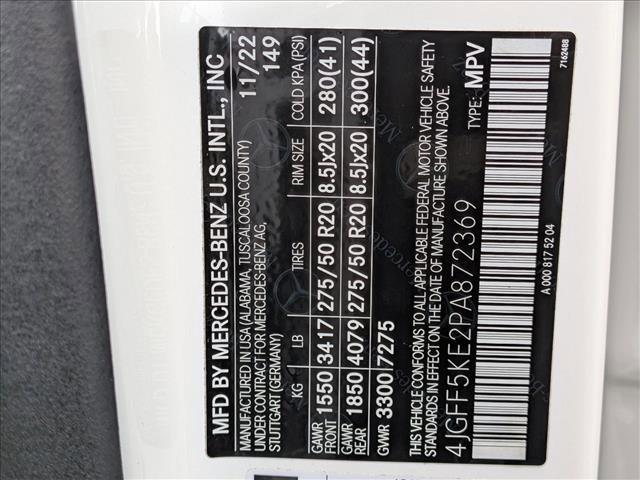 MFD BY MERCEDES-BENZ U.S. INTL., INC
MANUFACTURED IN USA (ALABAMA, TUSCALOOSA COUNTY) 11/22
UNDER CONTRACT FOR MERCEDES-BENZ AG, 149
STUTTGART (GERMANY)
KG LB TIRES RIM SIZE COLD KPA (PSI)
GAWR FRONT 1550 3417 275/50 R20 8.5Jx20 280(41)
GAWR REAR 1850 4079 275/50 R20 8.5Jx20 300(44)
GVWR 3300 7275
THIS VEHICLE CONFORMS TO ALL APPLICABLE FEDERAL MOTOR VEHICLE SAFETY
STANDARDS IN EFFECT ON THE DATE OF MANUFACTURE SHOWN ABOVE.
4JGFF5KE2PA872369 TYPE: MPV
A 000 817 52 04 7162488